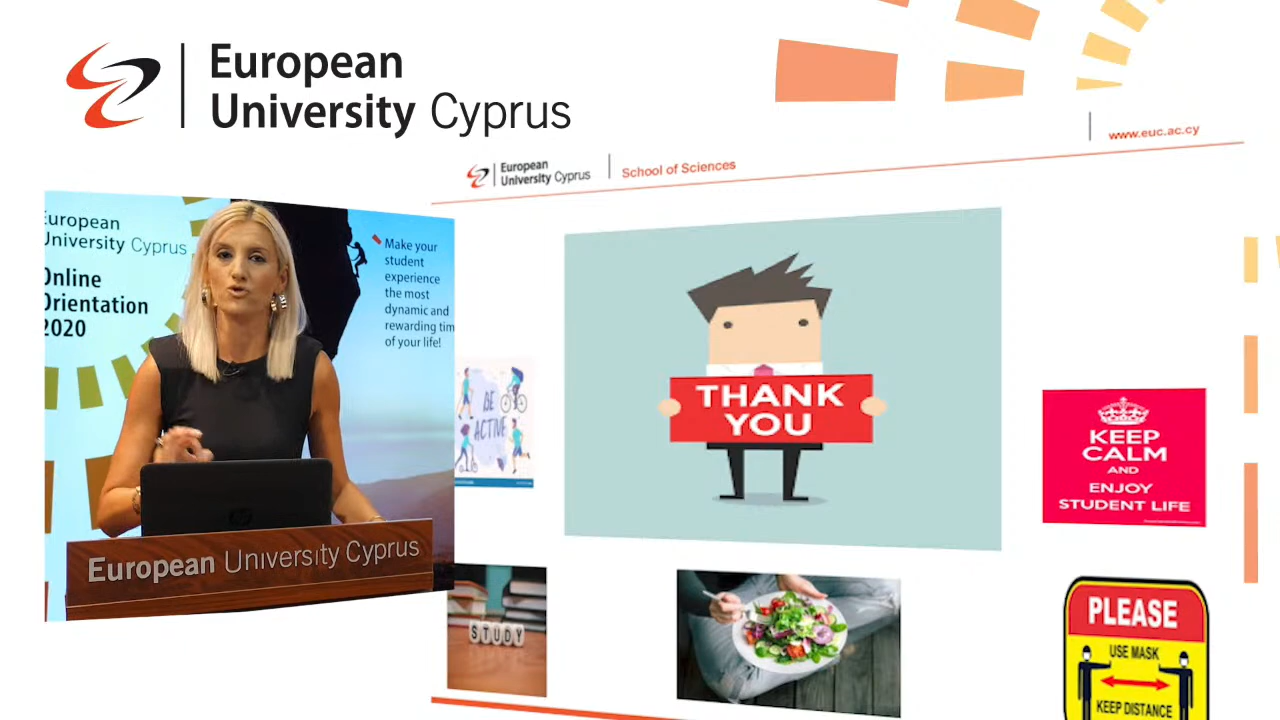 European
University Cyprus
www.euc.ac.cy
European
University Cyprus
School of Sciences
European
University Cyprus
Online
Orientation
2020
Make your
student
experience
the most
dynamic and
rewarding tim
of your life!
European University Cyprus
BE
ACTIVE
THANK
YOU
KEEP
CALM
AND
ENJOY
STUDENT LIFE
STUDY
PLEASE
USE MASK
KEEP DISTANCE